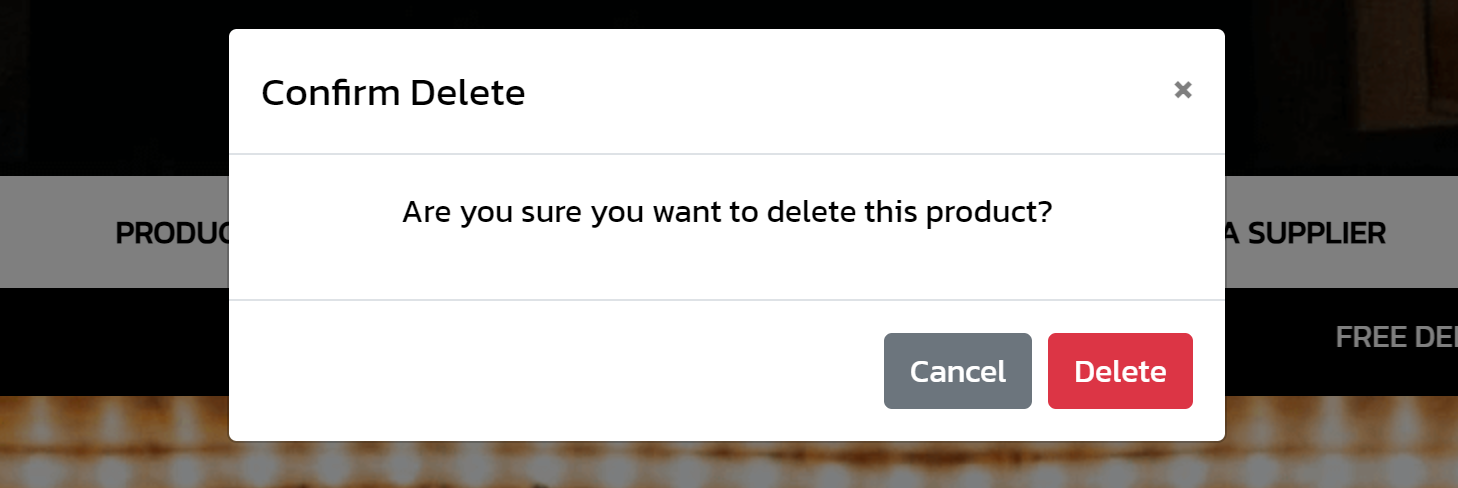 Confirm Delete ×
Are you sure you want to delete this product?
PRODUC
A SUPPLIER
FREE DE
Cancel Delete